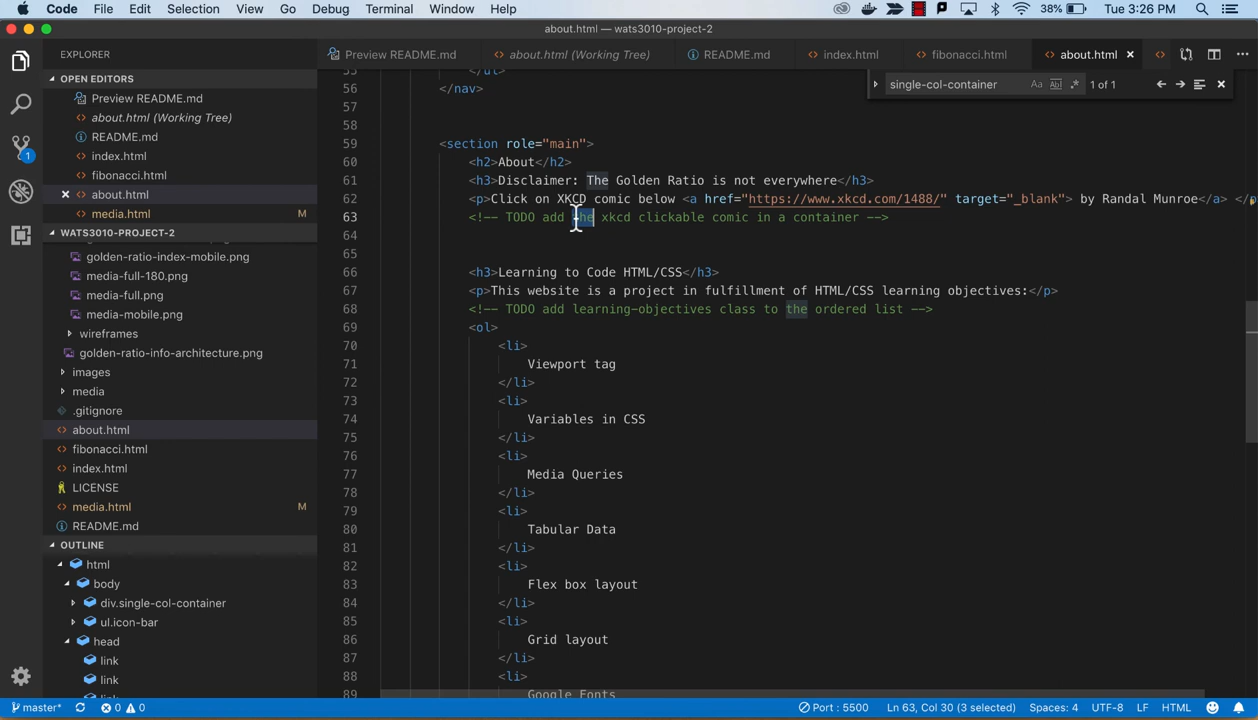 Code File Edit Selection View Go Debug Terminal Window Help 38% Tue 3:26 PM
about.html — wats3010-project-2
EXPLORER
OPEN EDITORS
Preview README.md
about.html (Working Tree)
README.md
index.html
fibonacci.html
about.html
media.html M
WATS3010-PROJECT-2
golden-ratio-index-mobile.png
media-full-180.png
media-full.png
media-mobile.png
wireframes
golden-ratio-info-architecture.png
images
media
.gitignore
about.html
fibonacci.html
index.html
LICENSE
media.html M
README.md
OUTLINE
html
body
div.single-col-container
ul.icon-bar
head
link
link
Preview README.md about.html (Working Tree) README.md index.html fibonacci.html about.html
single-col-container Aa Abl .* 1 of 1
55 </ul>
56 </nav>
57
58
59 <section role="main">
60 <h2>About</h2>
61 <h3>Disclaimer: The Golden Ratio is not everywhere</h3>
62 <p>Click on XKCD comic below <a href="https://www.xkcd.com/1488/" target="_blank"> by Randal Munroe</a> </p
63 <!-- TODO add the xkcd clickable comic in a container -->
64
65
66 <h3>Learning to Code HTML/CSS</h3>
67 <p>This website is a project in fulfillment of HTML/CSS learning objectives:</p>
68 <!-- TODO add learning-objectives class to the ordered list -->
69 <ol>
70 <li>
71 Viewport tag
72 </li>
73 <li>
74 Variables in CSS
75 </li>
76 <li>
77 Media Queries
78 </li>
79 <li>
80 Tabular Data
81 </li>
82 <li>
83 Flex box layout
84 </li>
85 <li>
86 Grid layout
87 </li>
88 <li>
89 Google Fonts
master* 0 0 Port : 5500 Ln 63, Col 30 (3 selected) Spaces: 4 UTF-8 LF HTML
1